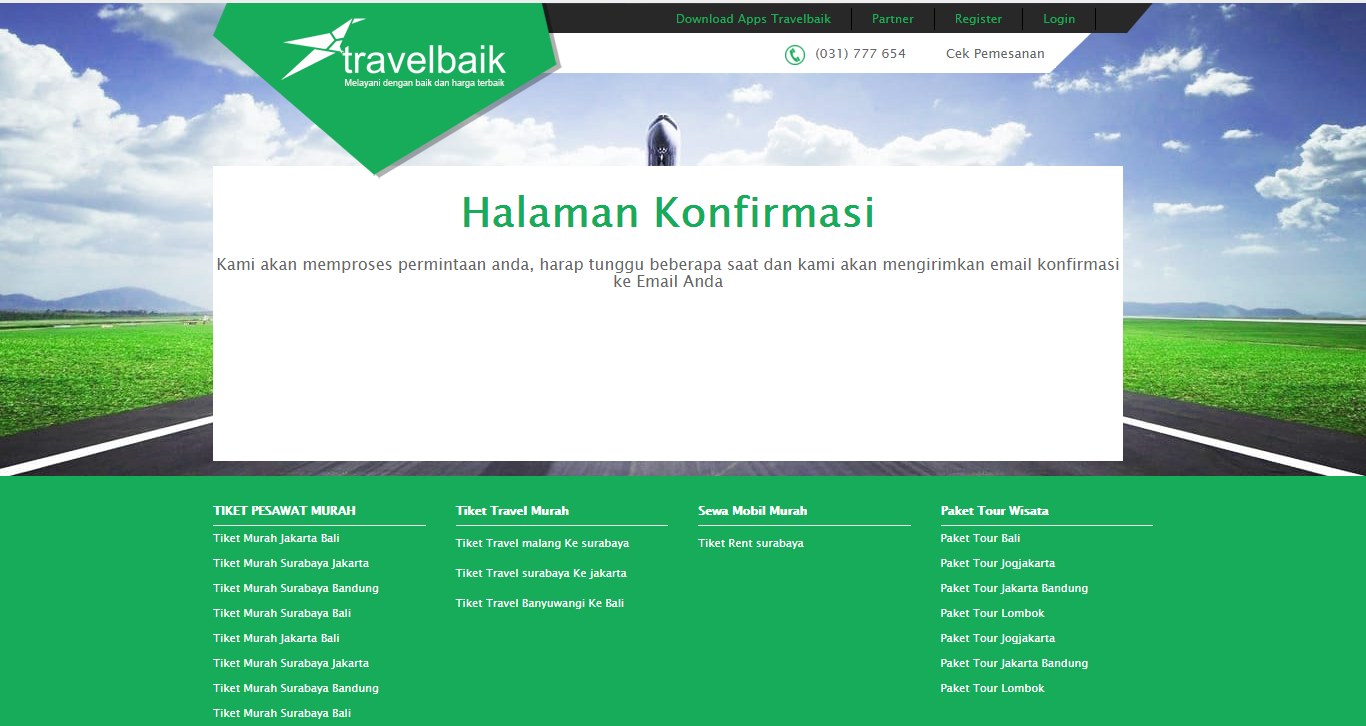 Download Apps Travelbaik
Partner
Register
Login
travelbaik
Melayani dengan baik dan harga terbaik
(031) 777 654
Cek Pemesanan
Halaman Konfirmasi
Kami akan memproses permintaan anda, harap tunggu beberapa saat dan kami akan mengirimkan email konfirmasi
ke Email Anda
TIKET PESAWAT MURAH
Tiket Murah Jakarta Bali
Tiket Murah Surabaya Jakarta
Tiket Murah Surabaya Bandung
Tiket Murah Surabaya Bali
Tiket Murah Jakarta Bali
Tiket Murah Surabaya Jakarta
Tiket Murah Surabaya Bandung
Tiket Murah Surabaya Bali
Tiket Travel Murah
Tiket Travel malang Ke surabaya
Tiket Travel surabaya Ke jakarta
Tiket Travel Banyuwangi Ke Bali
Sewa Mobil Murah
Tiket Rent surabaya
Paket Tour Wisata
Paket Tour Bali
Paket Tour Jogjakarta
Paket Tour Jakarta Bandung
Paket Tour Lombok
Paket Tour Jogjakarta
Paket Tour Jakarta Bandung
Paket Tour Lombok